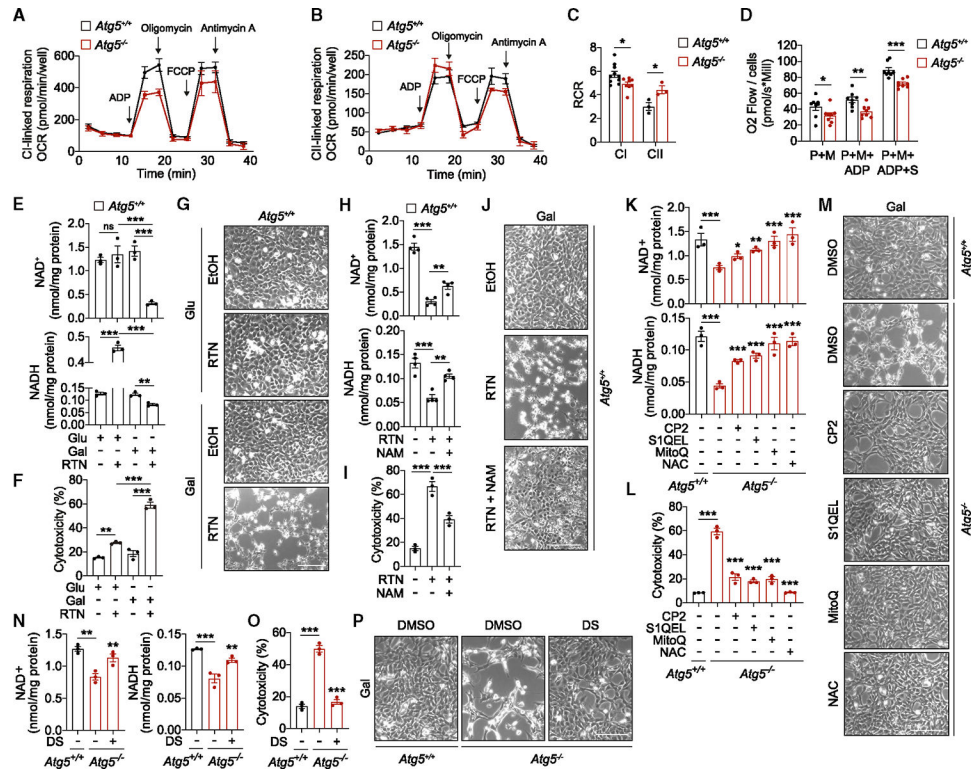 A
Atg5+/+
Atg5-/-
Oligomycin
Antimycin A
ADP
FCCP
CI-linked respiration
OCR (pmol/min/well)
600
400
200
0
0 10 20 30 40
Time (min)
B
Atg5+/+
Atg5-/-
Oligomycin
Antimycin A
ADP
FCCP
CII-linked respiration
OCR (pmol/min/well)
300
200
100
0
0 10 20 30 40
Time (min)
C
Atg5+/+
Atg5-/-
RCR
8
6
4
2
0
* *
CI CII
D
Atg5+/+
Atg5-/-
O2 Flow / cells
(pmol/s*Mill)
150
100
50
0
* ** ***
P+M P+M+ P+M+
ADP ADP+S
E
Atg5+/+
NAD+
(nmol/mg protein)
2.0
1.5
1.0
0.5
0.0
***
ns ***
NADH
(nmol/mg protein)
0.5
0.4
0.15
0.10
0.05
0.00
*** ***
**
Glu + + - -
Gal - - + +
RTN - + - +
F
Cytotoxicity (%)
80
60
40
20
0
** ***
***
Glu + + - -
Gal - - + +
RTN - + - +
G
Atg5+/+
Glu
EtOH
RTN
Gal
EtOH
RTN
H
Atg5+/+
NAD+
(nmol/mg protein)
2.0
1.5
1.0
0.5
0.0
***
**
NADH
(nmol/mg protein)
0.20
0.15
0.10
0.05
0.00
*** **
RTN - + +
NAM - - +
I
Cytotoxicity (%)
100
80
60
40
20
0
*** ***
RTN - + +
NAM - - +
J
Gal
EtOH
RTN
RTN + NAM
Atg5+/+
K
NAD+
(nmol/mg protein)
2.0
1.5
1.0
0.5
0.0
*** * ** *** ***
NADH
(nmol/mg protein)
0.15
0.10
0.05
0.00
*** *** *** *** ***
CP2 - - + - - -
S1QEL - - - + - -
MitoQ - - - - + -
NAC - - - - - +
Atg5+/+ Atg5-/-
L
Cytotoxicity (%)
80
60
40
20
0
*** *** *** *** ***
CP2 - - + - - -
S1QEL - - - + - -
MitoQ - - - - + -
NAC - - - - - +
Atg5+/+ Atg5-/-
M
Gal
DMSO
Atg5+/+
DMSO
CP2
S1QEL
MitoQ
NAC
Atg5-/-
N
NAD+
(nmol/mg protein)
1.5
1.0
0.5
0.0
** **
DS - - +
Atg5+/+ Atg5-/-
NADH
(nmol/mg protein)
0.15
0.10
0.05
0.00
*** **
DS - - +
Atg5+/+ Atg5-/-
O
Cytotoxicity (%)
60
40
20
0
*** ***
DS - - +
Atg5+/+ Atg5-/-
P
DMSO DMSO DS
Gal
Atg5+/+ Atg5-/-